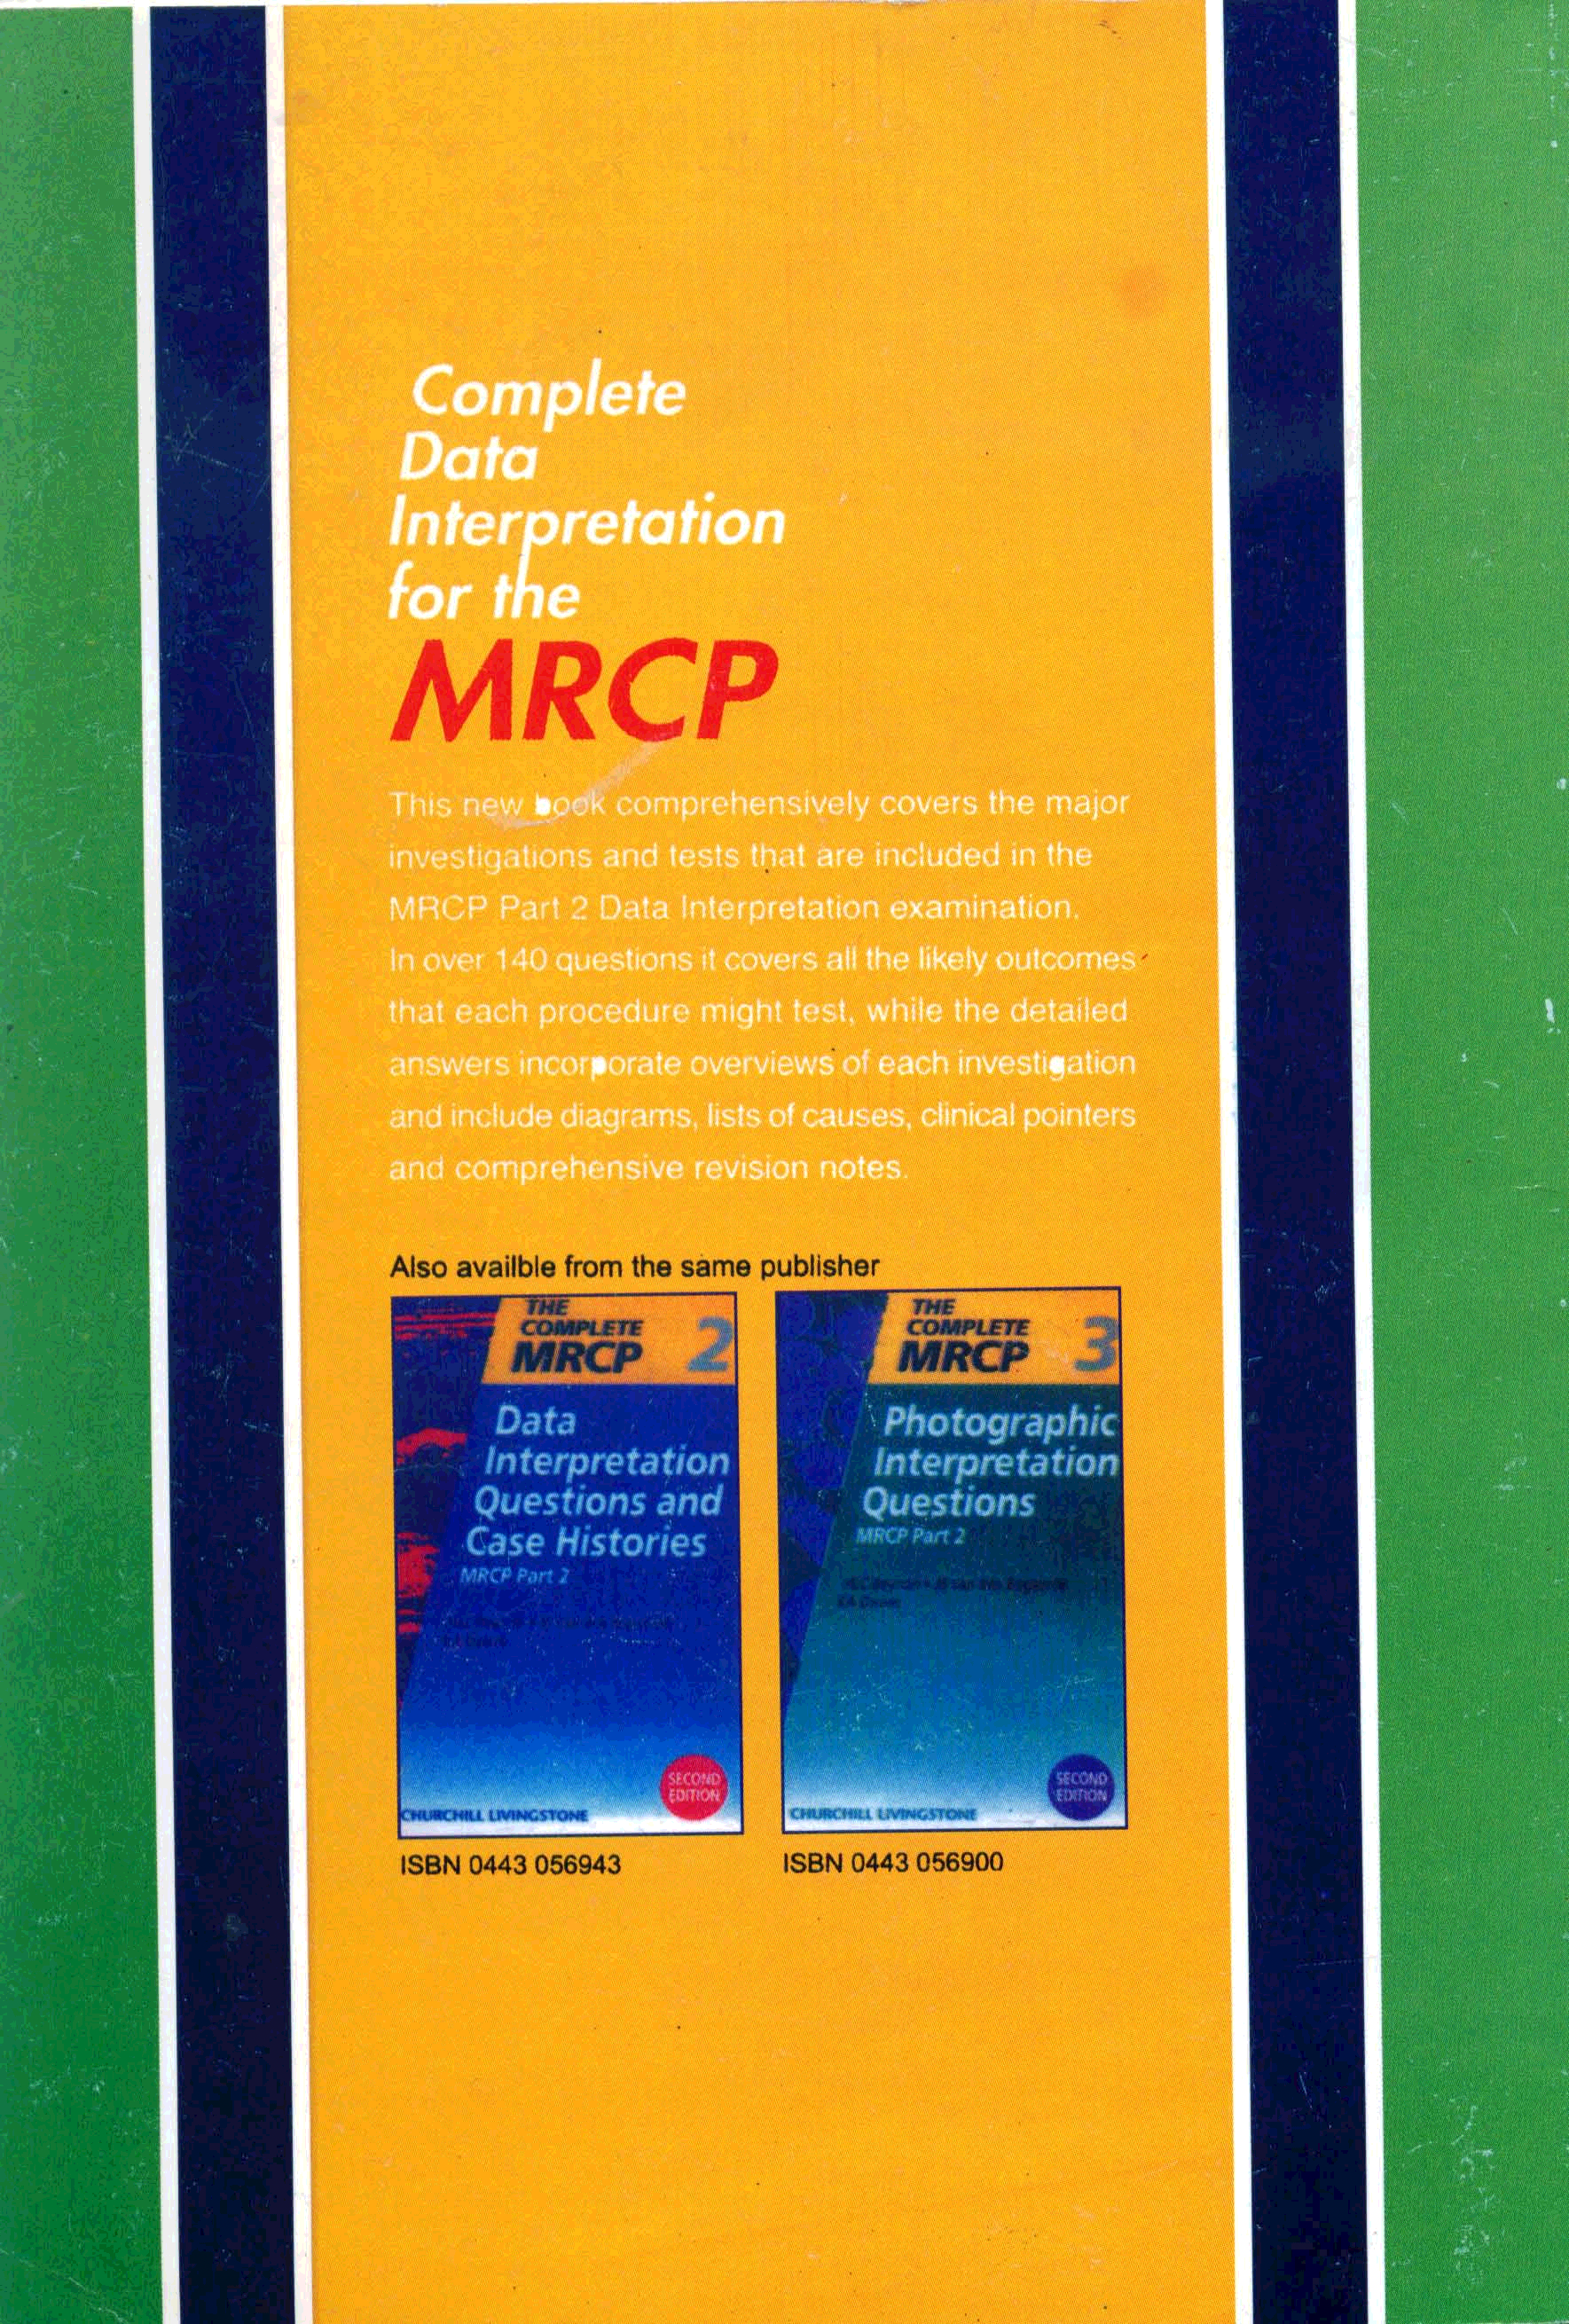 Complete
Data
Interpretation
for the
MRCP
This new book comprehensively covers the major
investigations and tests that are included in the
MRCP Part 2 Data Interpretation examination.
In over 140 questions it covers all the likely outcomes
that each procedure might test, while the detailed
answers incorporate overviews of each investigation
and include diagrams, lists of causes, clinical pointers
and comprehensive revision notes.
Also availble from the same publisher
THE
COMPLETE
MRCP 2
Data
Interpretation
Questions and
Case Histories
MRCP Part 2
SECOND
EDITION
CHURCHILL LIVINGSTONE
ISBN 0443 056943
THE
COMPLETE
MRCP 3
Photographic
Interpretation
Questions
MRCP Part 2
SECOND
EDITION
CHURCHILL LIVINGSTONE
ISBN 0443 056900